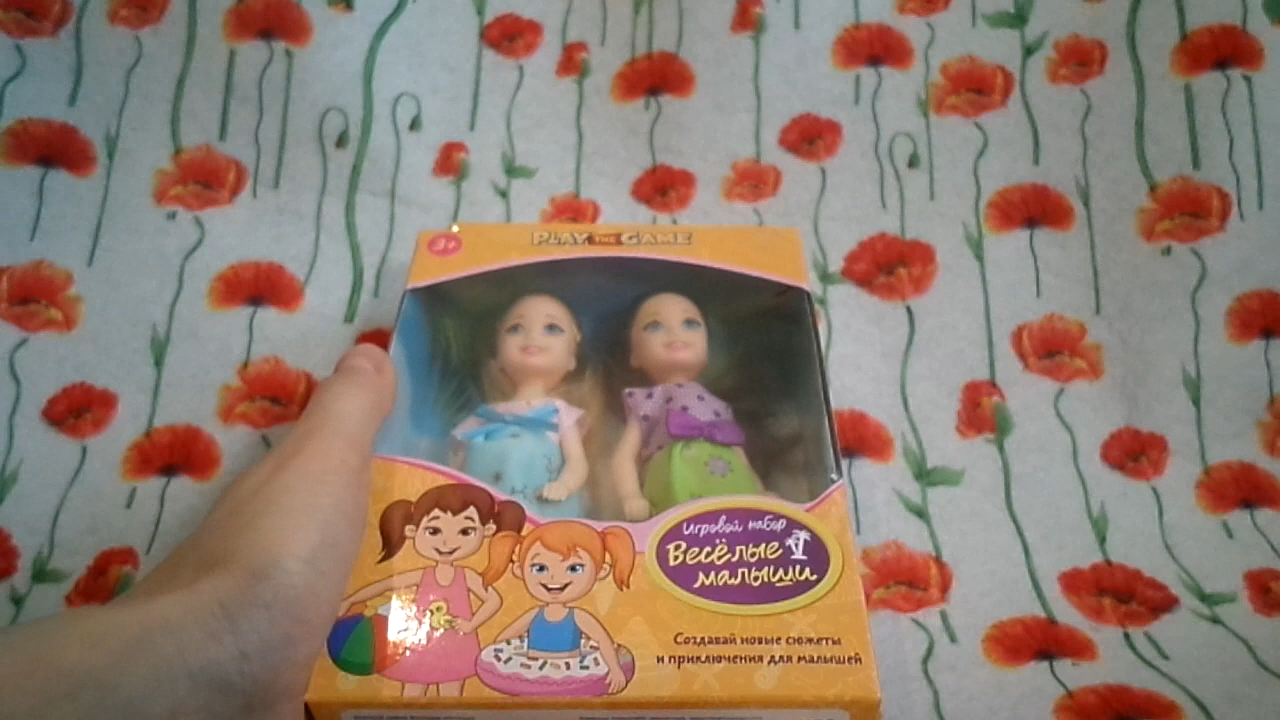 3+
PLAY THE GAME
Игровой набор
Весёлые
малыши
Создавай новые сюжеты
и приключения для малышей